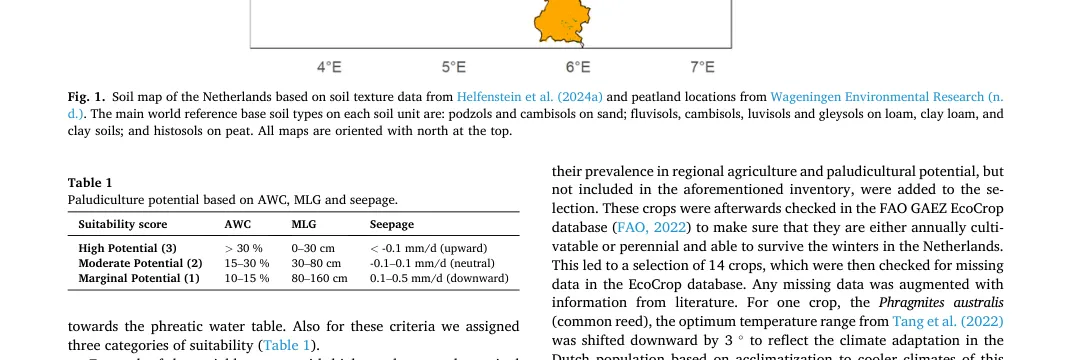 4°E 5°E 6°E 7°E
Fig. 1. Soil map of the Netherlands based on soil texture data from Helfenstein et al. (2024a) and peatland locations from Wageningen Environmental Research (n.
d.). The main world reference base soil types on each soil unit are: podzols and cambisols on sand; fluvisols, cambisols, luvisols and gleysols on loam, clay loam, and
clay soils; and histosols on peat. All maps are oriented with north at the top.
Table 1
Paludiculture potential based on AWC, MLG and seepage.
Suitability score AWC MLG Seepage
High Potential (3) > 30 % 0–30 cm < -0.1 mm/d (upward)
Moderate Potential (2) 15–30 % 30–80 cm -0.1–0.1 mm/d (neutral)
Marginal Potential (1) 10–15 % 80–160 cm 0.1–0.5 mm/d (downward)
towards the phreatic water table. Also for these criteria we assigned
three categories of suitability (Table 1).
their prevalence in regional agriculture and paludicultural potential, but
not included in the aforementioned inventory, were added to the se-
lection. These crops were afterwards checked in the FAO GAEZ EcoCrop
database (FAO, 2022) to make sure that they are either annually culti-
vatable or perennial and able to survive the winters in the Netherlands.
This led to a selection of 14 crops, which were then checked for missing
data in the EcoCrop database. Any missing data was augmented with
information from literature. For one crop, the Phragmites australis
(common reed), the optimum temperature range from Tang et al. (2022)
was shifted downward by 3 ° to reflect the climate adaptation in the
Dutch population based on acclimatization to cooler climates of this